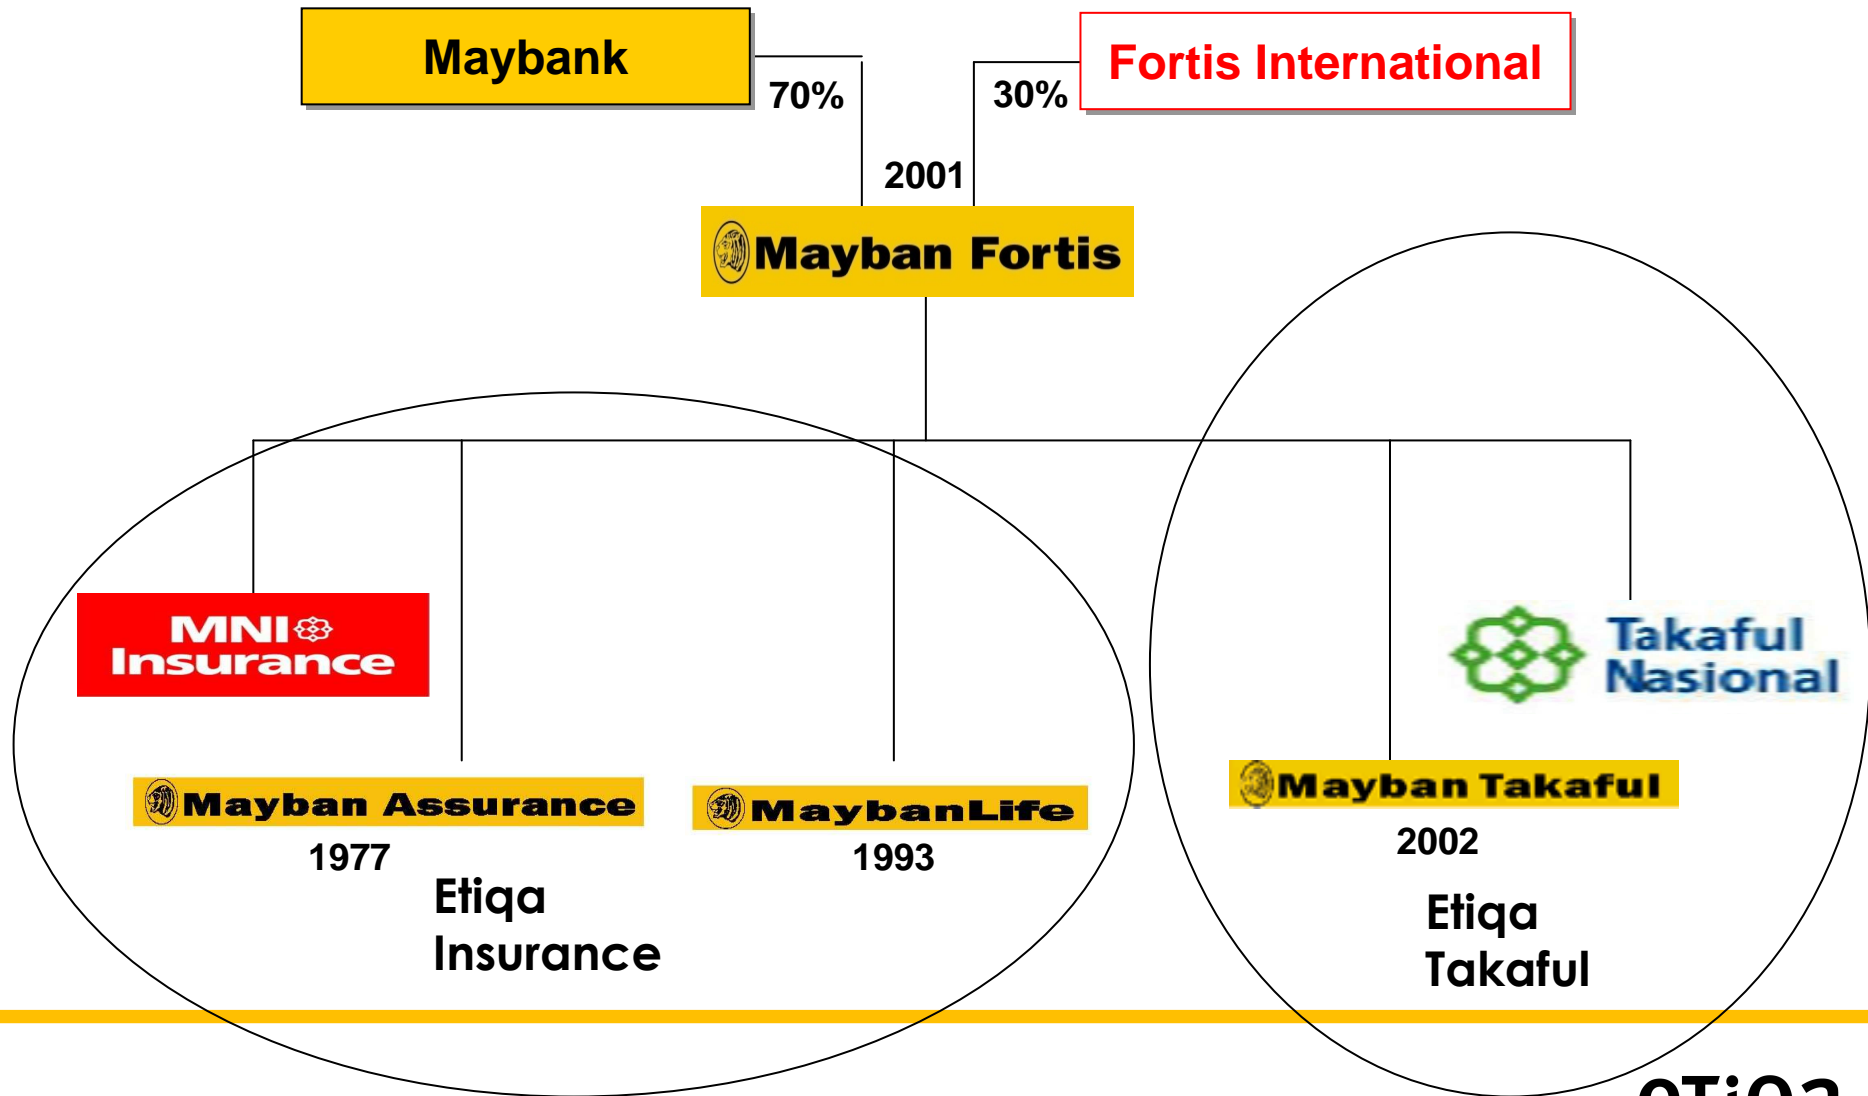 Maybank
Fortis International
70%
30%
2001
Mayban Fortis
MNI
Insurance
Takaful
Nasional
Mayban Assurance
MaybanLife
Mayban Takaful
1977
1993
2002
Etiqa
Insurance
Etiqa
Takaful
eTiQa